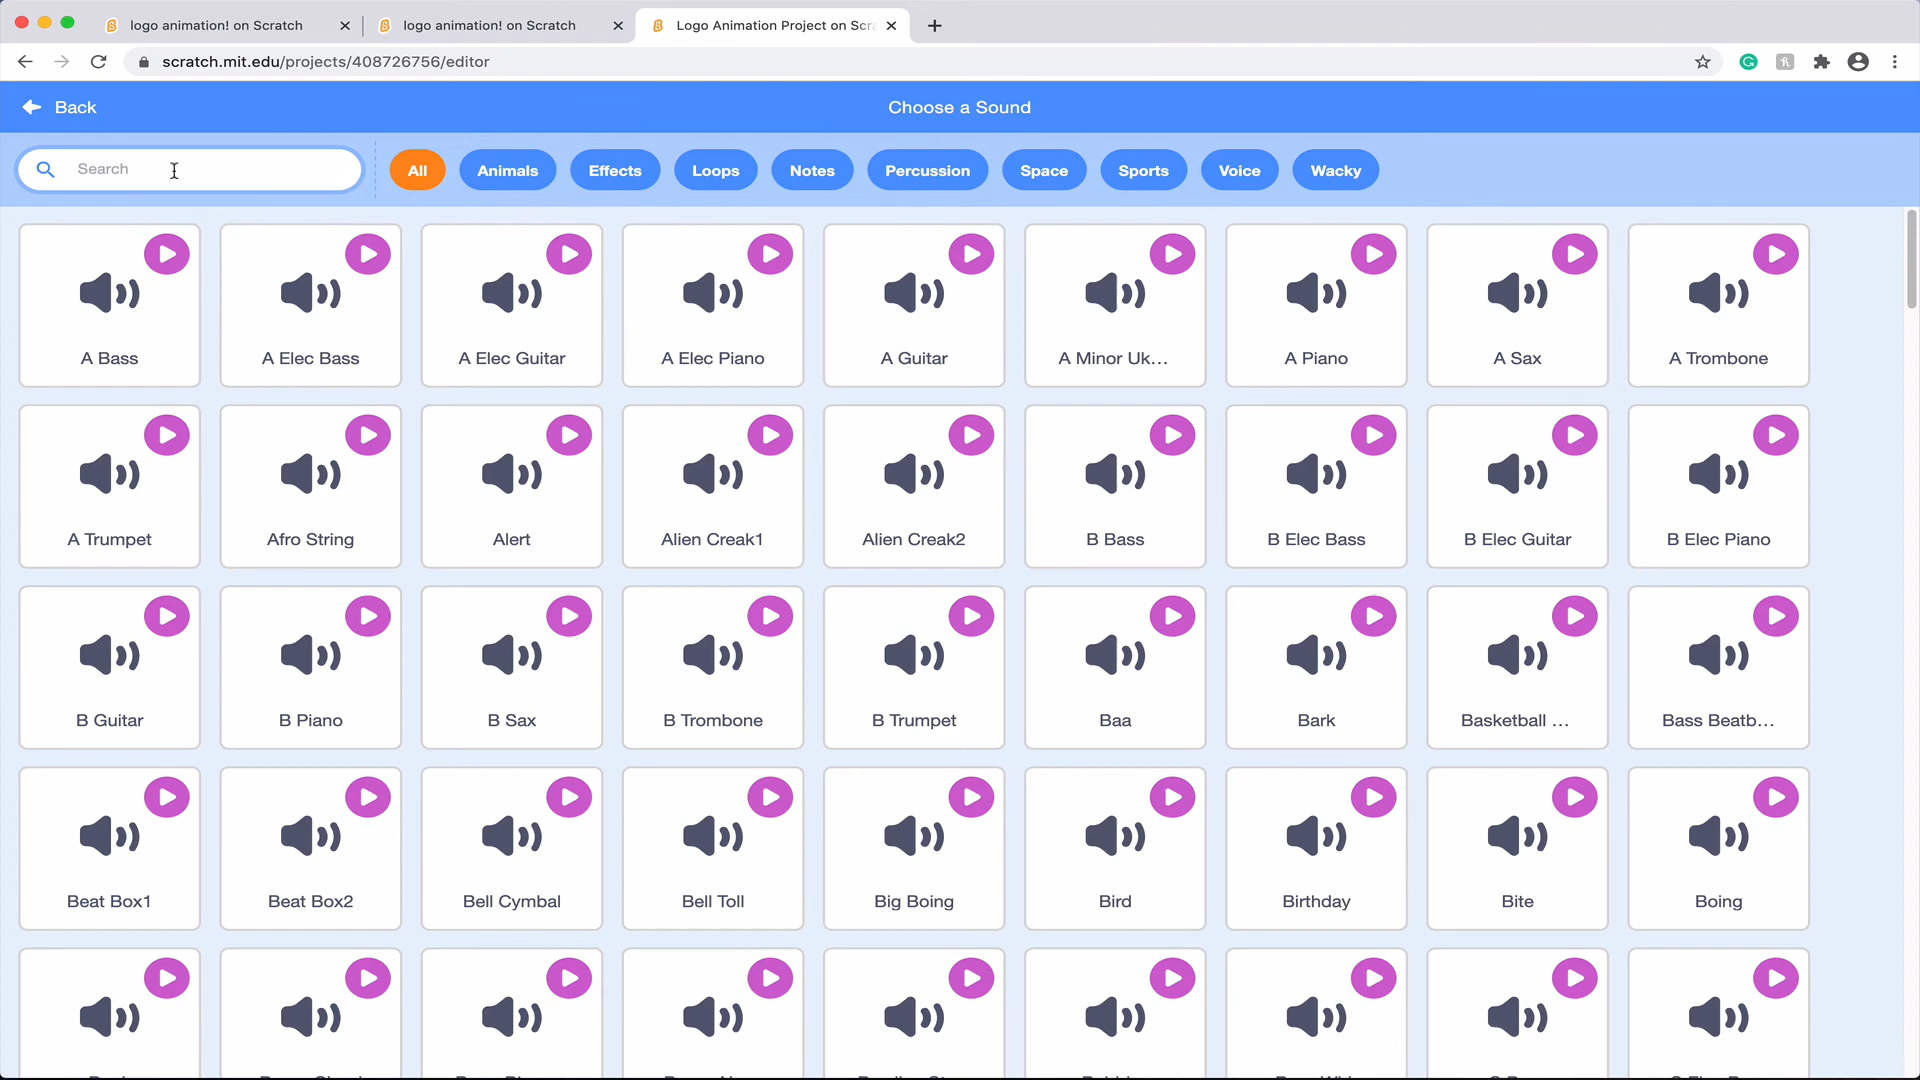 logo animation! on Scratch
logo animation! on Scratch
Logo Animation Project on Scra
scratch.mit.edu/projects/408726756/editor
Back
Choose a Sound
Search
All
Animals
Effects
Loops
Notes
Percussion
Space
Sports
Voice
Wacky
A Bass
A Elec Bass
A Elec Guitar
A Elec Piano
A Guitar
A Minor Uk...
A Piano
A Sax
A Trombone
A Trumpet
Afro String
Alert
Alien Creak1
Alien Creak2
B Bass
B Elec Bass
B Elec Guitar
B Elec Piano
B Guitar
B Piano
B Sax
B Trombone
B Trumpet
Baa
Bark
Basketball ...
Bass Beatb...
Beat Box1
Beat Box2
Bell Cymbal
Bell Toll
Big Boing
Bird
Birthday
Bite
Boing